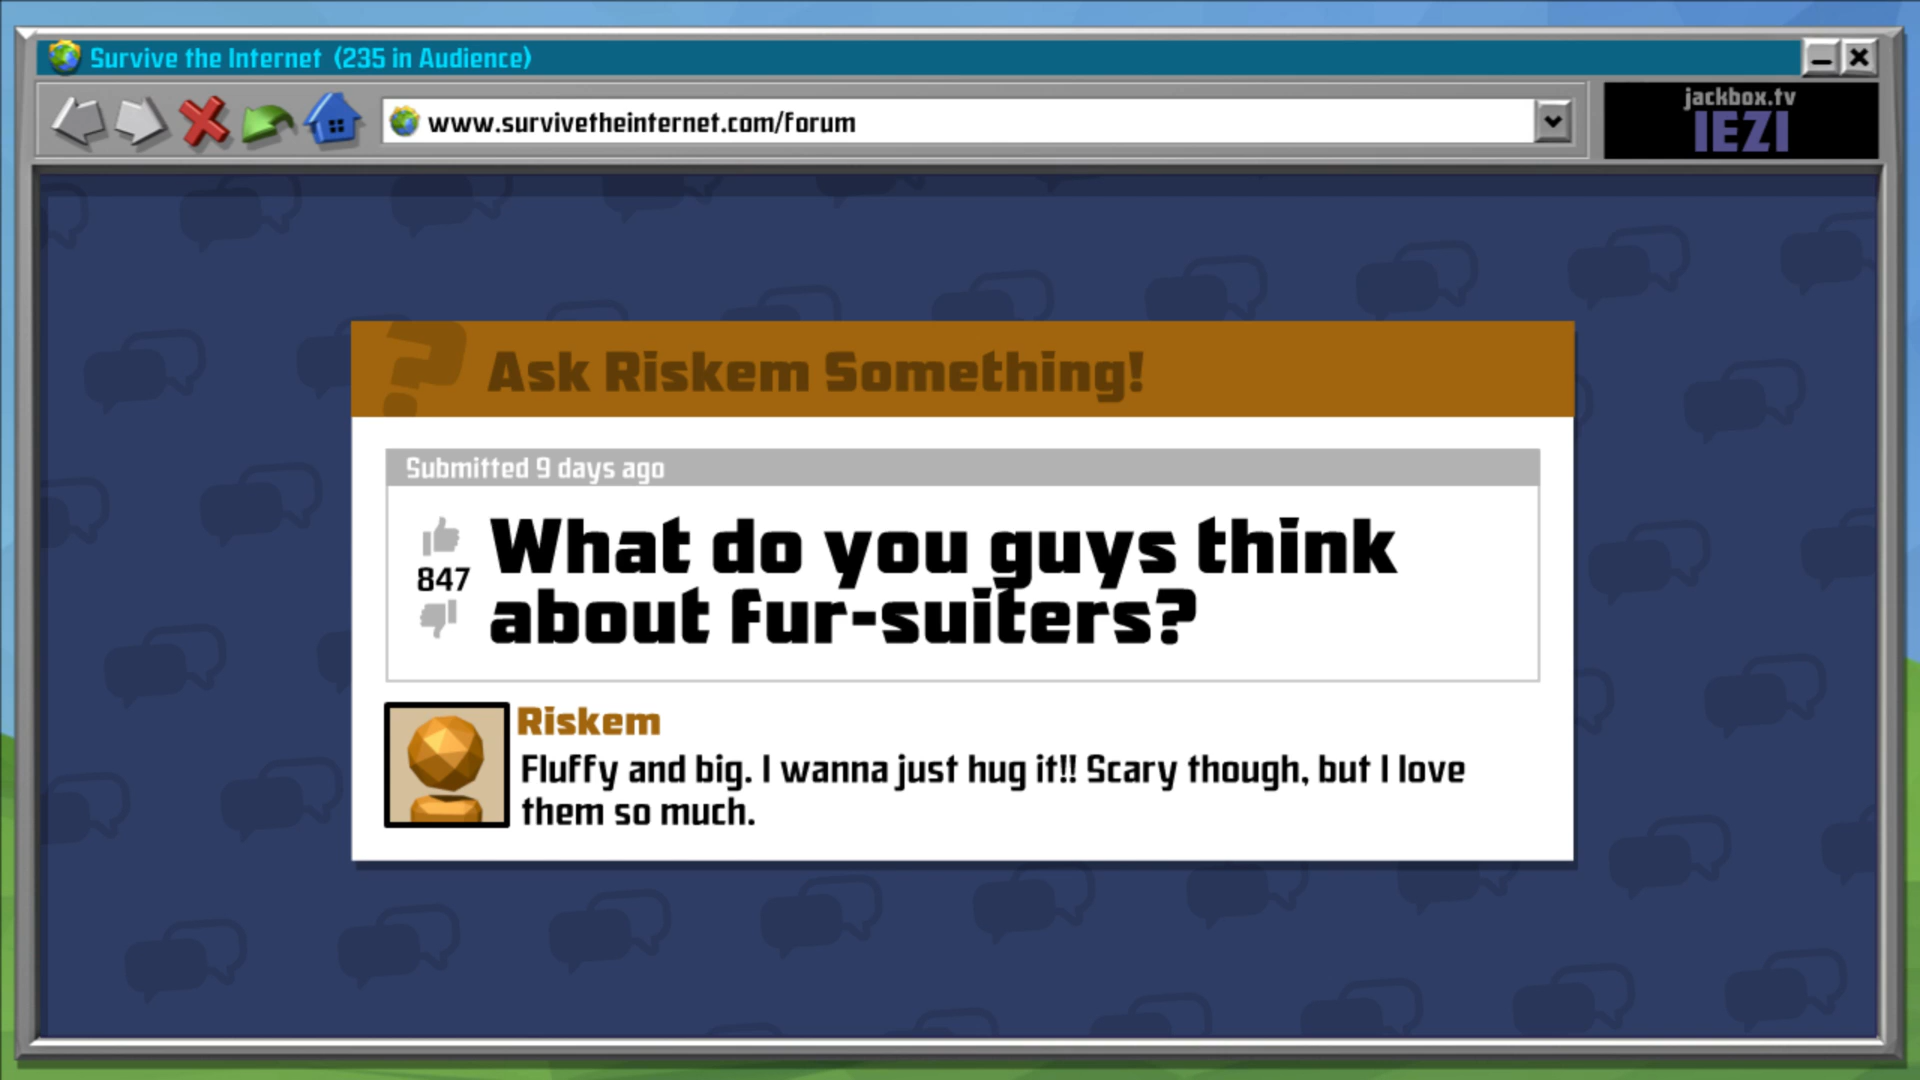 Survive the Internet (235 in Audience)
www.survivetheinternet.com/forum
jackbox.tv
IEZI
Ask Riskem Something!
Submitted 9 days ago
847
What do you guys think
about fur-suiters?
Riskem
Fluffy and big. I wanna just hug it!! Scary though, but I love
them so much.